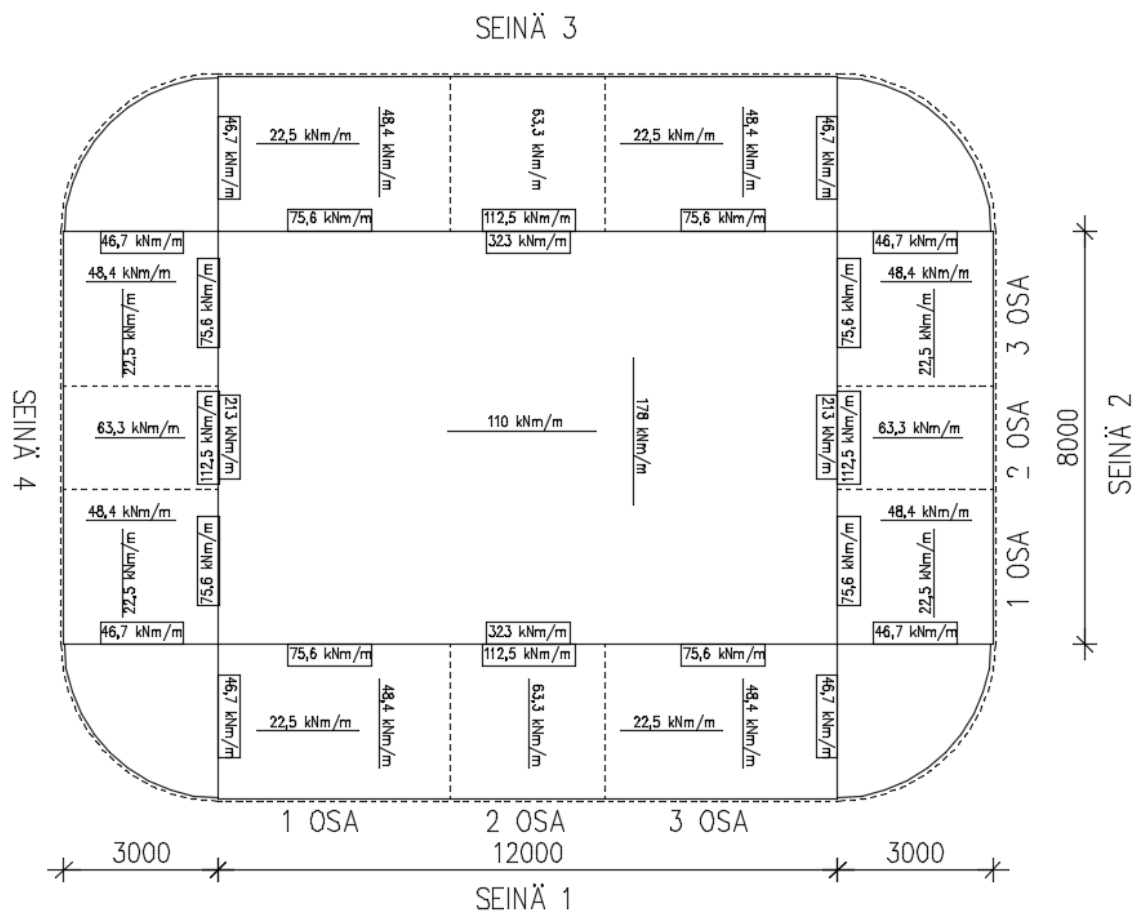 SEINÄ 3
46,7 kNm/m
22,5 kNm/m
48,4 kNm/m
63,3 kNm/m
22,5 kNm/m
48,4 kNm/m
46,7 kNm/m
75,6 kNm/m
112,5 kNm/m
75,6 kNm/m
46,7 kNm/m
323 kNm/m
46,7 kNm/m
48,4 kNm/m
22,5 kNm/m
75,6 kNm/m
75,6 kNm/m
48,4 kNm/m
22,5 kNm/m
3 OSA
SEINÄ 4
63,3 kNm/m
112,5 kNm/m
213 kNm/m
110 kNm/m
178 kNm/m
213 kNm/m
112,5 kNm/m
63,3 kNm/m
2 OSA
8000
SEINÄ 2
48,4 kNm/m
22,5 kNm/m
75,6 kNm/m
75,6 kNm/m
48,4 kNm/m
22,5 kNm/m
1 OSA
46,7 kNm/m
323 kNm/m
46,7 kNm/m
75,6 kNm/m
112,5 kNm/m
75,6 kNm/m
46,7 kNm/m
22,5 kNm/m
48,4 kNm/m
63,3 kNm/m
22,5 kNm/m
48,4 kNm/m
46,7 kNm/m
1 OSA
2 OSA
3 OSA
3000
12000
3000
SEINÄ 1